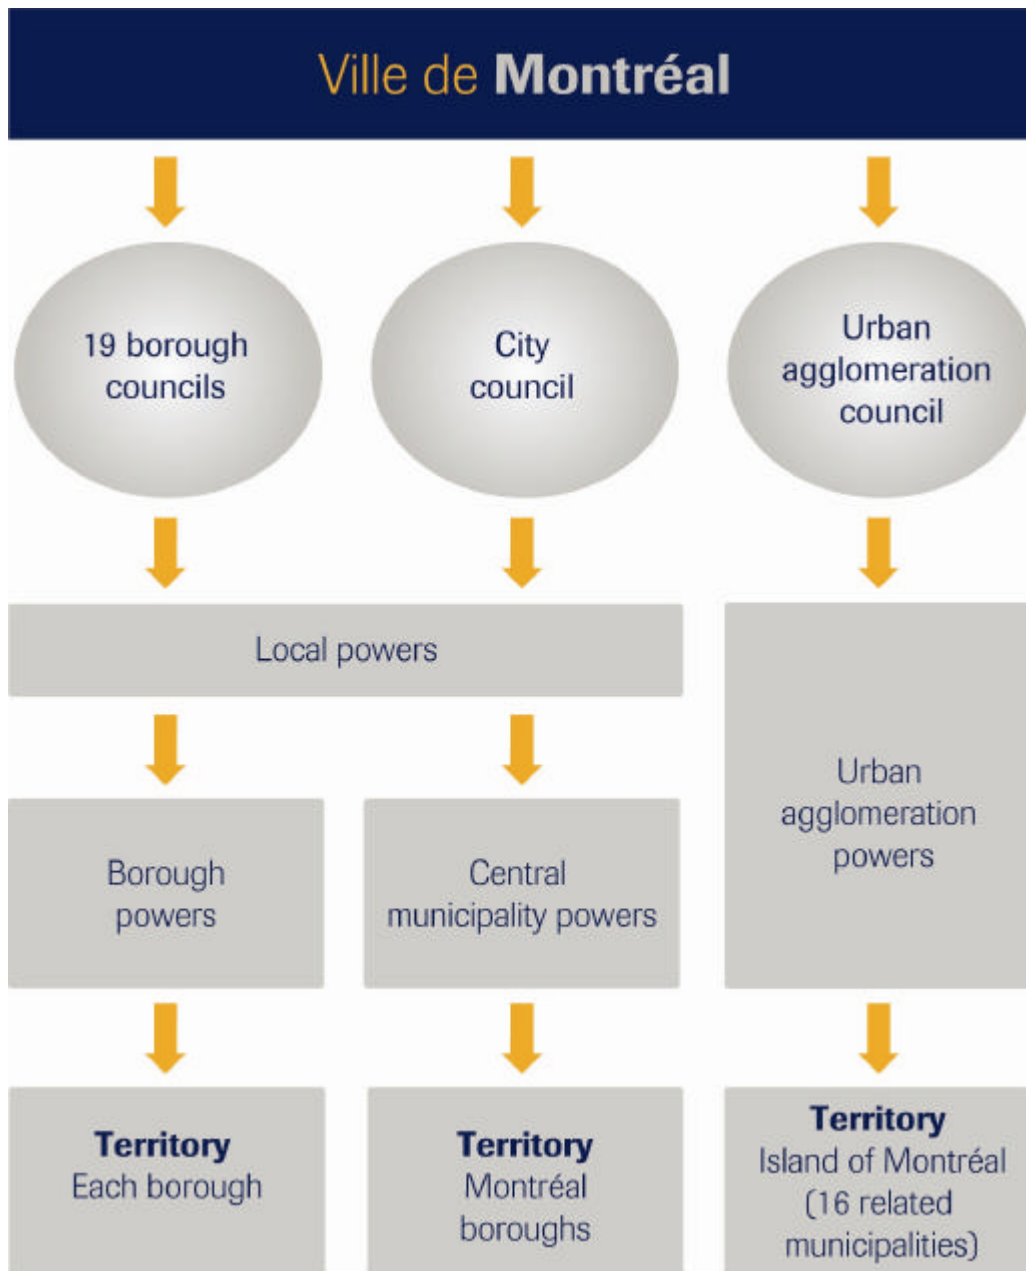 Ville de Montréal
19 borough
councils
City
council
Urban
agglomeration
council
Local powers
Urban
agglomeration
powers
Borough
powers
Central
municipality powers
Territory
Each borough
Territory
Montréal
boroughs
Territory
Island of Montréal
(16 related
municipalities)